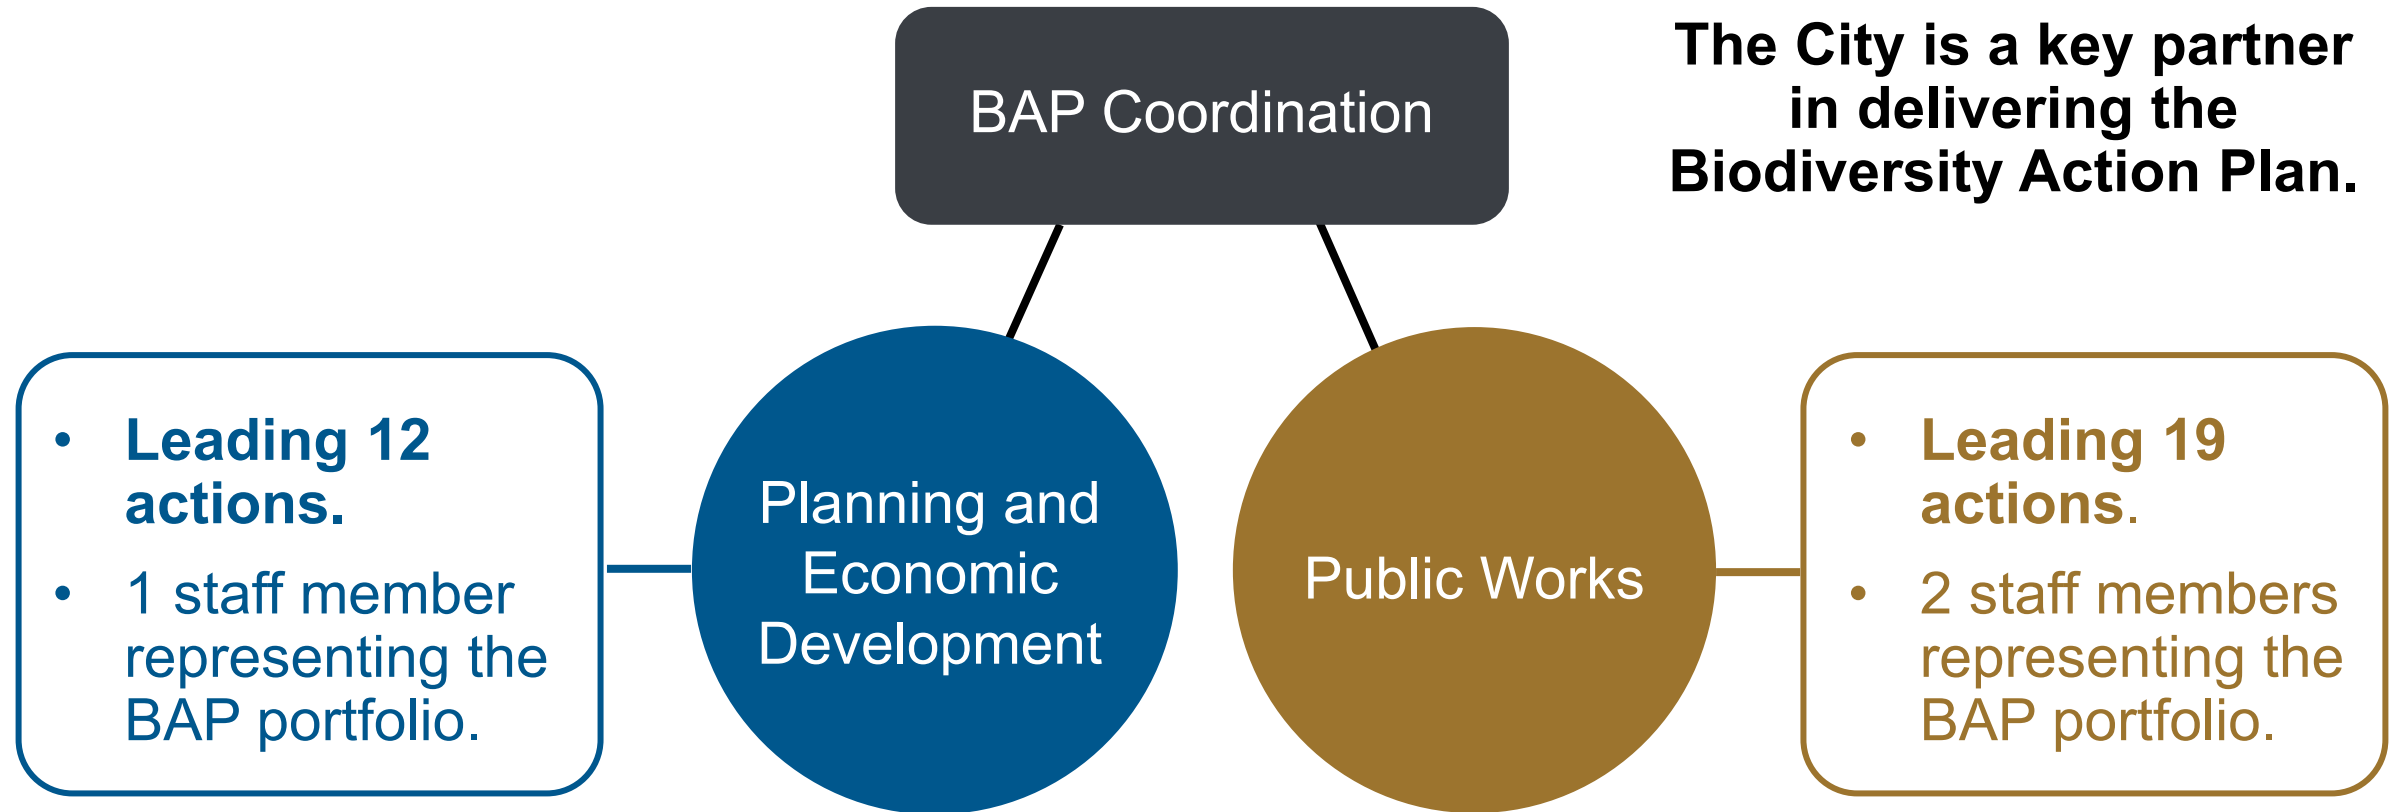 BAP Coordination
The City is a key partner
in delivering the
Biodiversity Action Plan.
• Leading 12
actions.
• 1 staff member
representing the
BAP portfolio.
Planning and
Economic
Development
Public Works
• Leading 19
actions.
• 2 staff members
representing the
BAP portfolio.